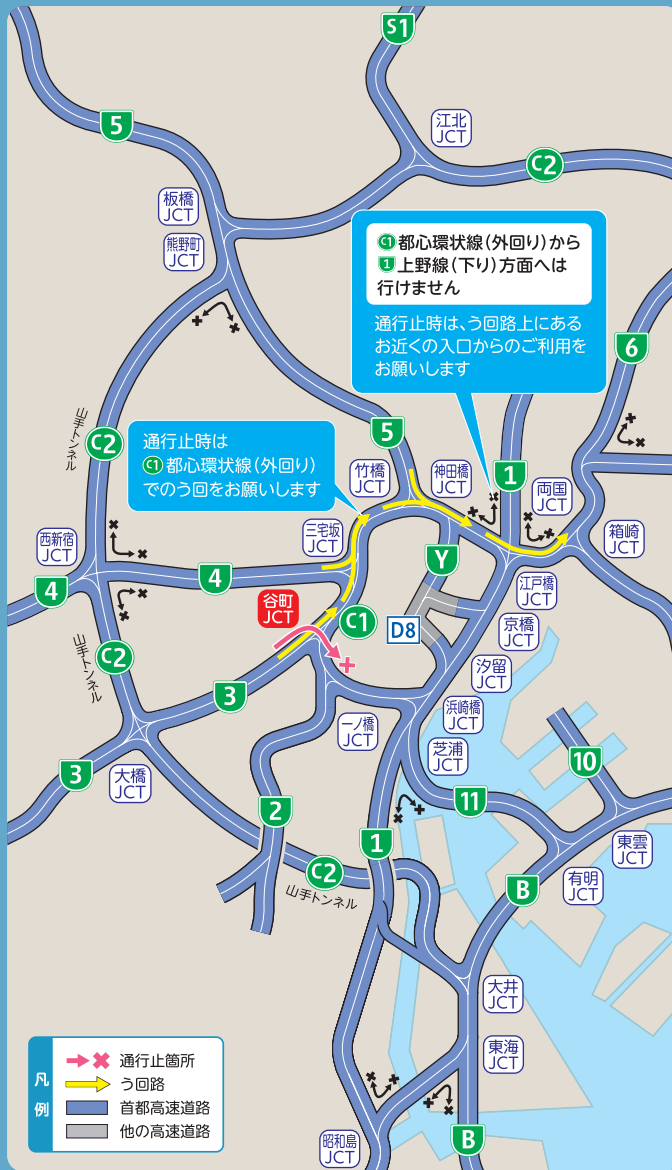 S1
5
江北
JCT
C2
板橋
JCT
熊野町
JCT
C1 都心環状線(外回り)から
1 上野線(下り)方面へは
行けません
通行止時は、う回路上にある
お近くの入口からのご利用を
お願いします
6
山手トンネル
C2
通行止時は
C1 都心環状線(外回り)
でのう回をお願いします
5
竹橋
JCT
神田橋
JCT
1
両国
JCT
箱崎
JCT
三宅坂
JCT
西新宿
JCT
4
4
Y
江戸橋
JCT
谷町
JCT
C1
D8
京橋
JCT
山手トンネル
C2
汐留
JCT
3
浜崎橋
JCT
一ノ橋
JCT
芝浦
JCT
3
大橋
JCT
10
11
2
1
東雲
JCT
有明
JCT
C2
山手トンネル
B
大井
JCT
東海
JCT
昭和島
JCT
B
凡例
通行止箇所
う回路
首都高速道路
他の高速道路